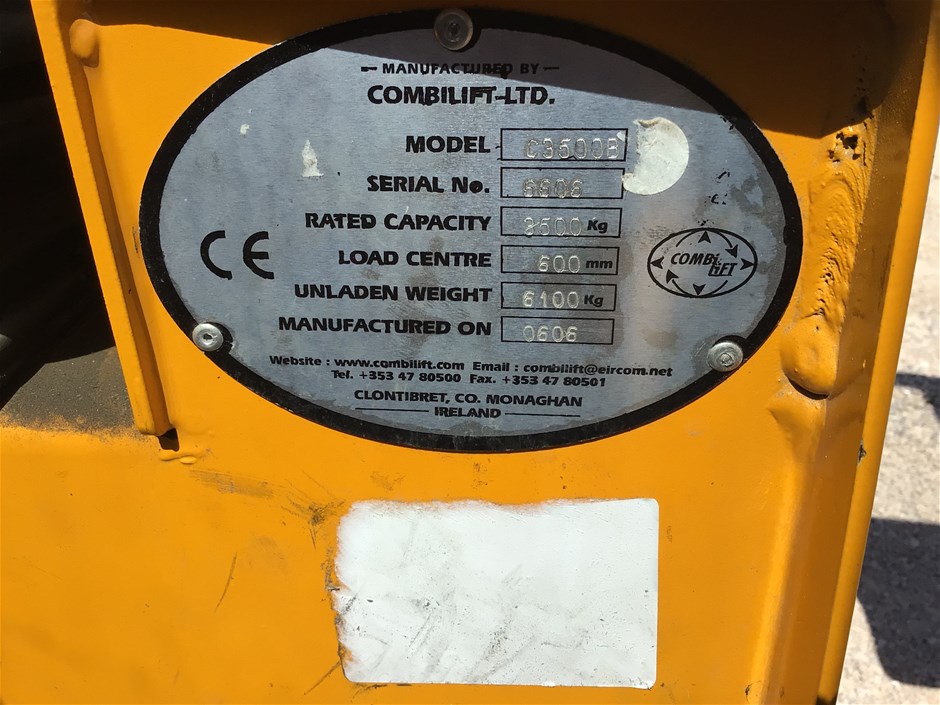 MANUFACTURED BY
COMBILIFT LTD.
MODEL
SERIAL No.
RATED CAPACITY 3500 Kg
LOAD CENTRE 600 mm
UNLADEN WEIGHT 6100 Kg
MANUFACTURED ON 0606
CE
COMBi
Website : www.combilift.com Email : combilift@eircom.net
Tel. +353 47 80500 Fax. +353 47 80501
CLONTIBRET, CO. MONAGHAN
IRELAND